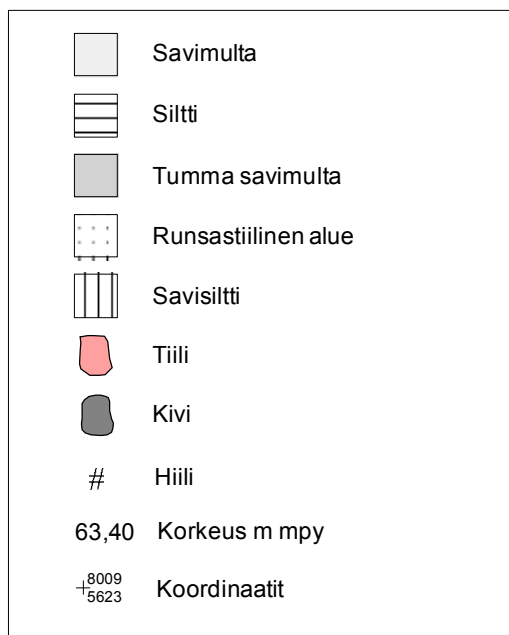 Savimulta
Siltti
Tumma savimulta
Runsastiilinen alue
Savisiltti
Tiili
Kivi
# Hiili
63,40 Korkeus m mpy
8009
5623 Koordinaatit